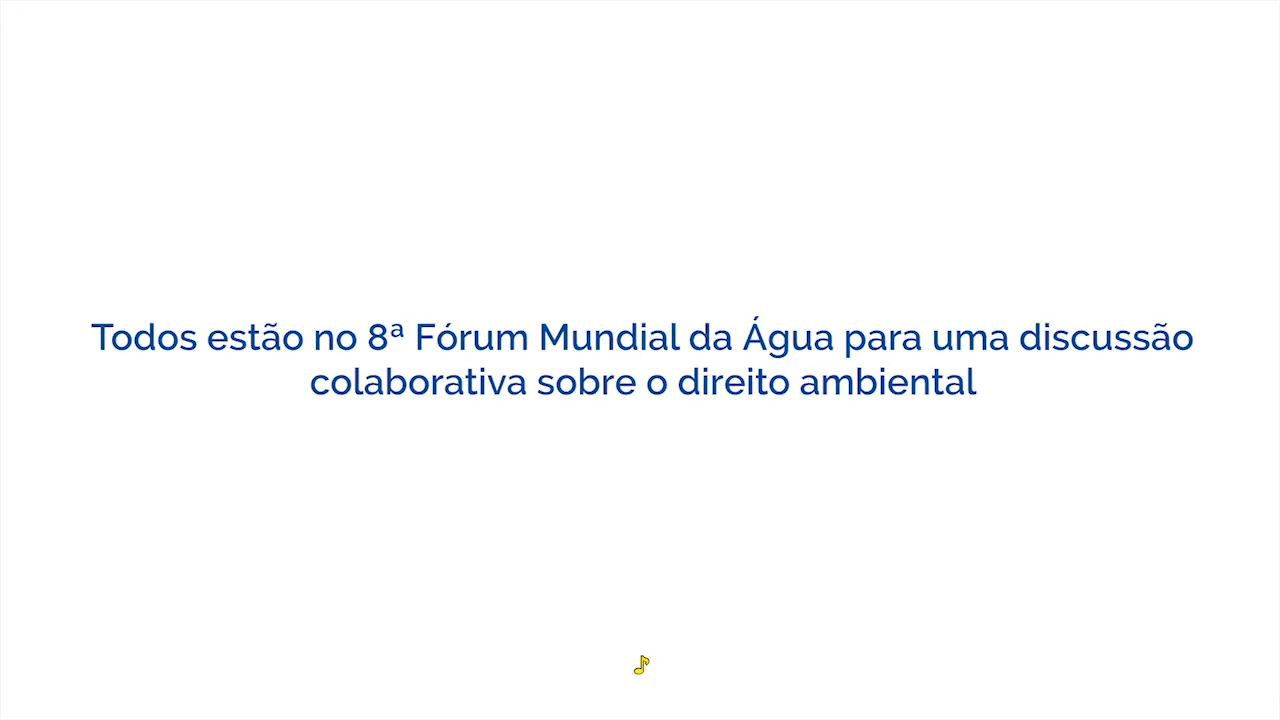 Todos estão no 8ª Fórum Mundial da Água para uma discussão
colaborativa sobre o direito ambiental
♪